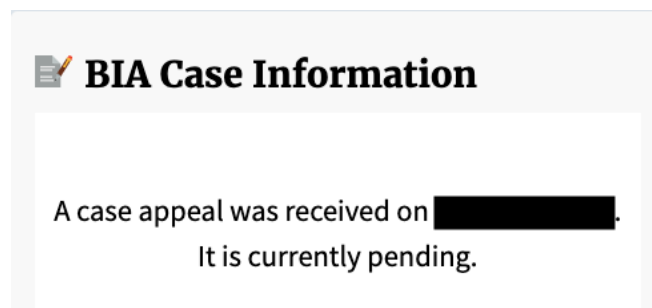 BIA Case Information
A case appeal was received on .
It is currently pending.